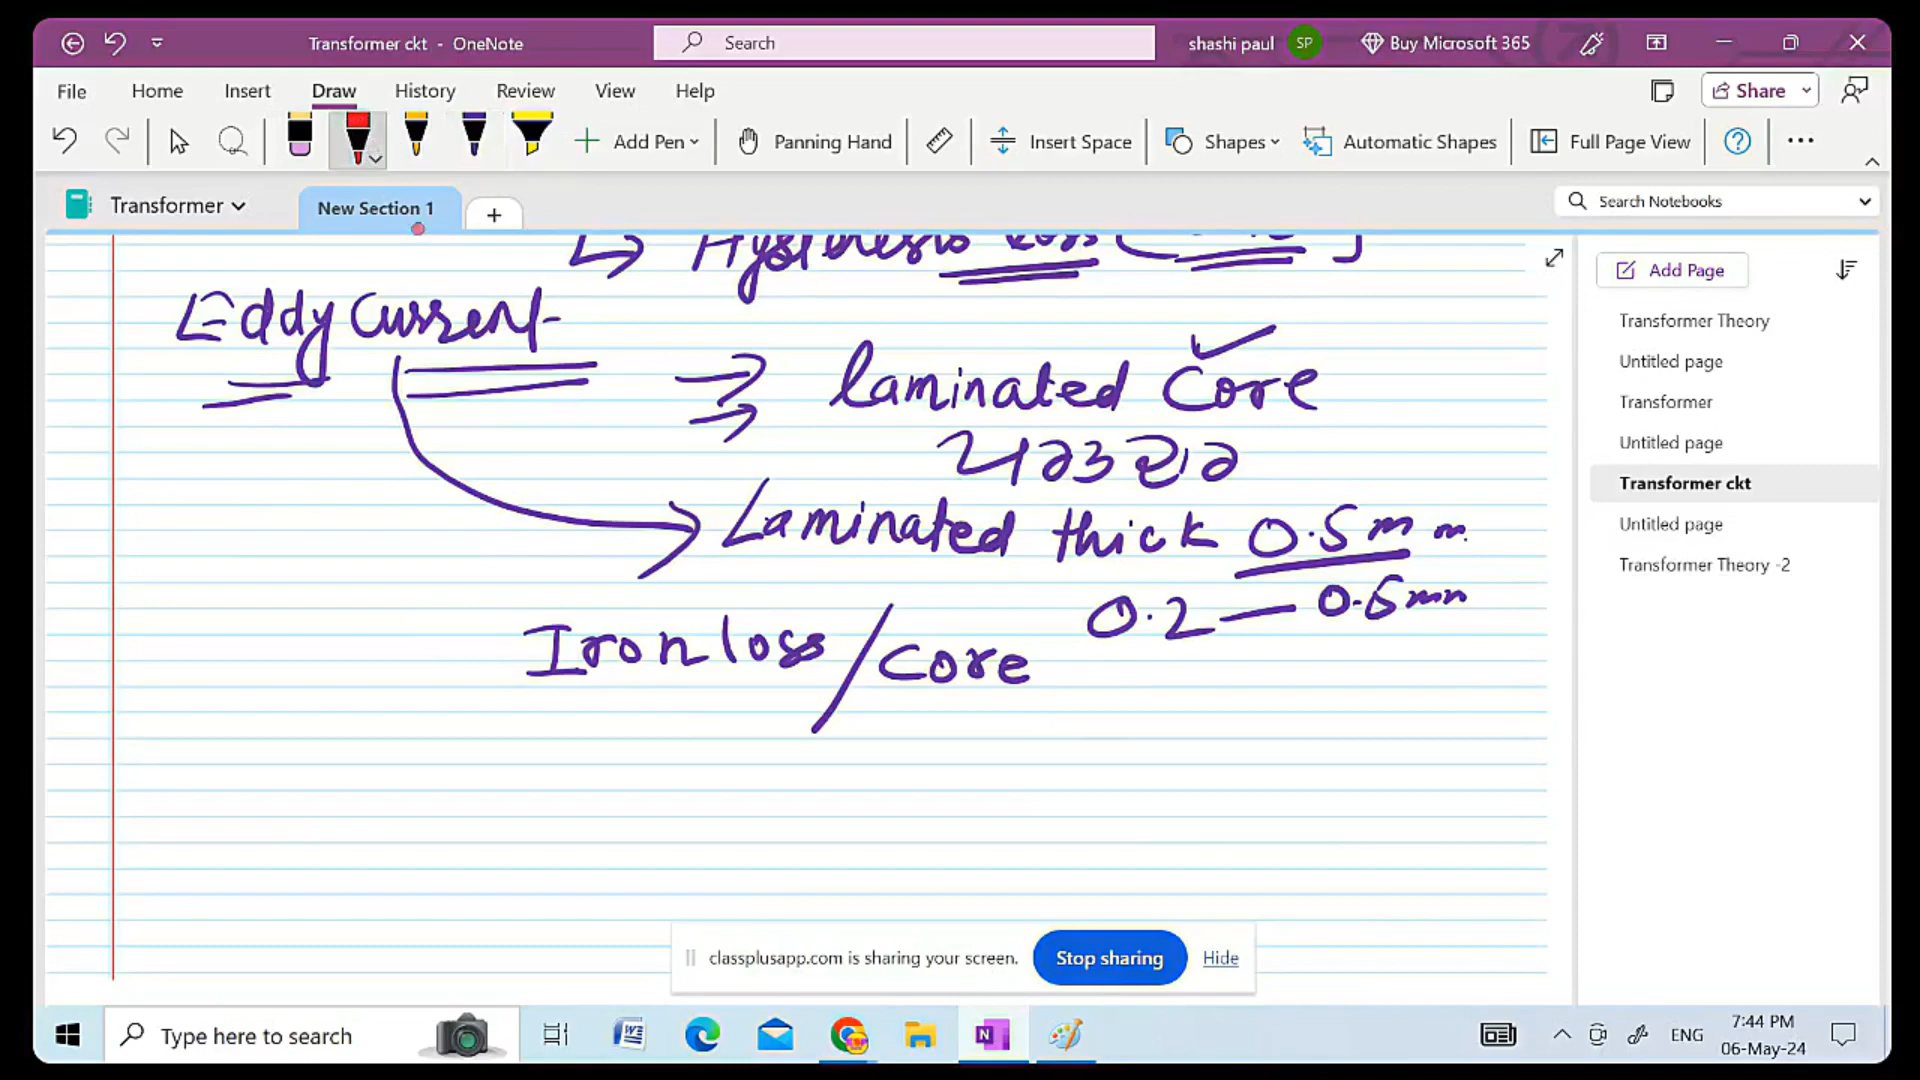 Transformer ckt - OneNote
Search
shashi paul SP
Buy Microsoft 365
File Home Insert Draw History Review View Help
Share
Add Pen
Panning Hand
Insert Space
Shapes
Automatic Shapes
Full Page View
Transformer
New Section 1
Search Notebooks
Hysteresis Loss
Eddy Current
laminated Core
Laminated thick 0.5mm
0.2 — 0.5mm
Iron loss / core
Add Page
Transformer Theory
Untitled page
Transformer
Untitled page
Transformer ckt
Untitled page
Transformer Theory -2
classplusapp.com is sharing your screen. Stop sharing Hide
Type here to search
ENG
7:44 PM
06-May-24